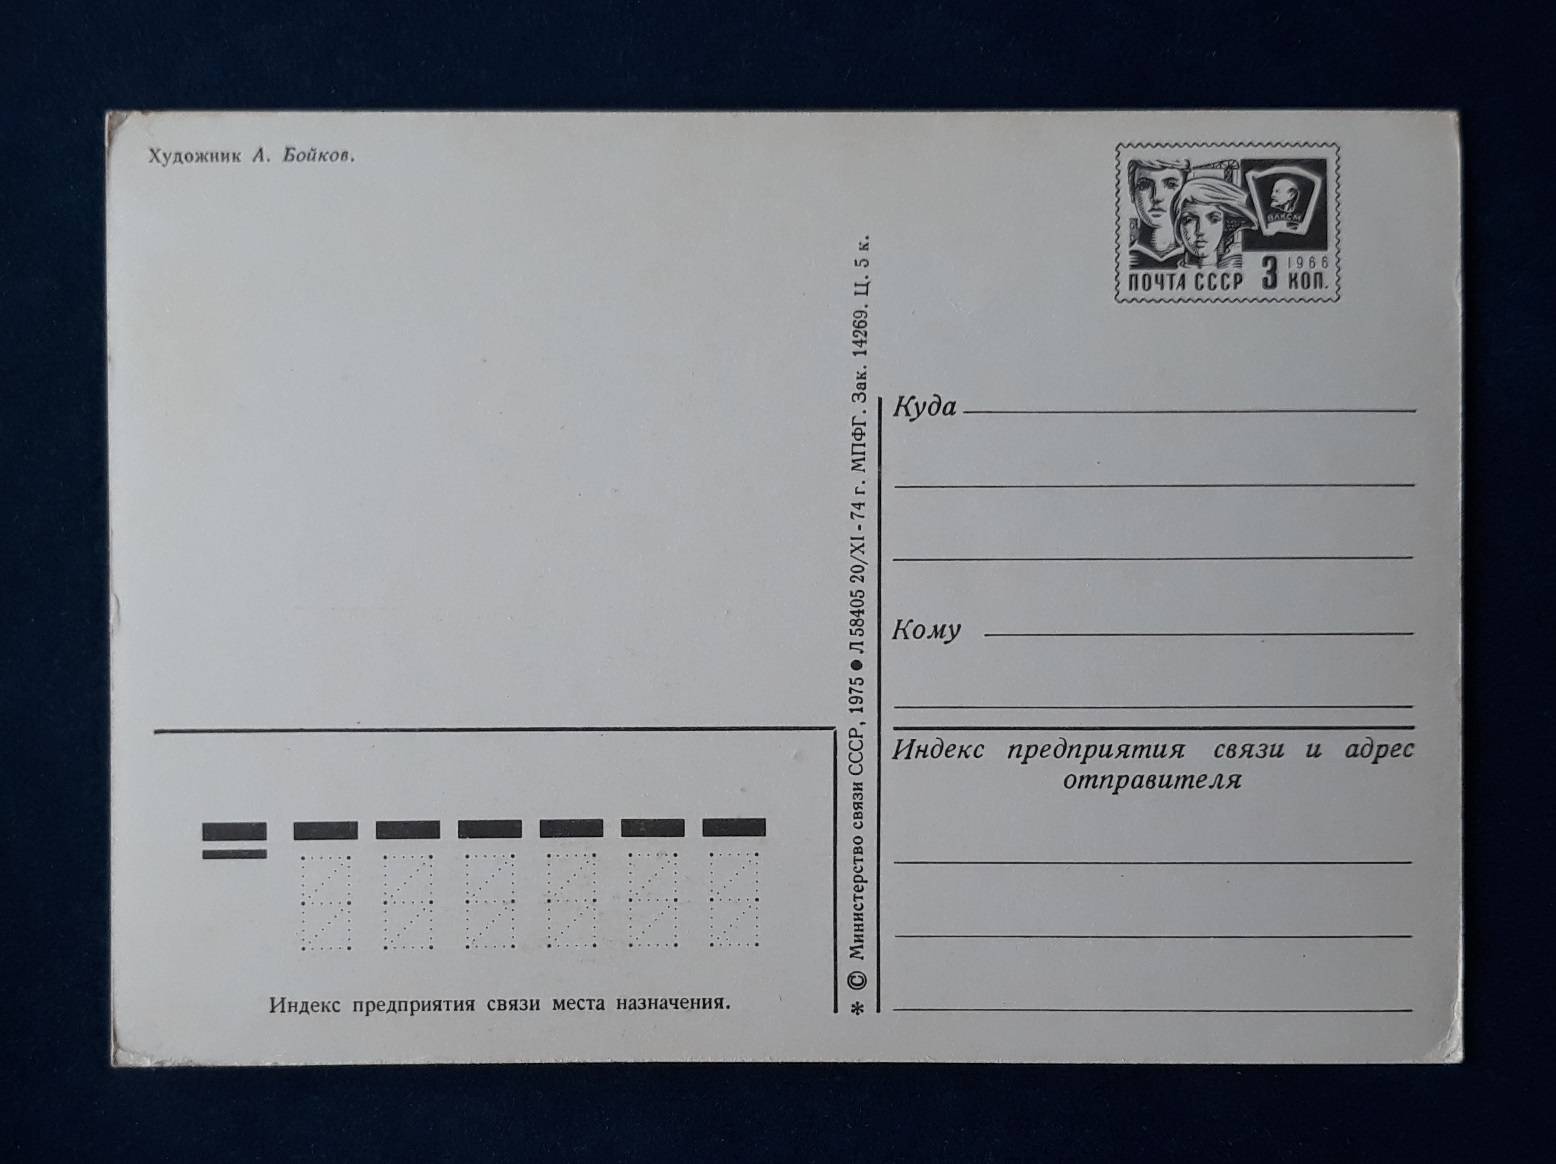 Художник А. Бойков.
ВЛКСМ
1966
ПОЧТА СССР 3 КОП.
* © Министерство связи СССР, 1975 ● Л 58405 20/XI - 74 г. МПФГ. Зак. 14269. Ц. 5 к.
Куда
Кому
Индекс предприятия связи и адрес
отправителя
Индекс предприятия связи места назначения.